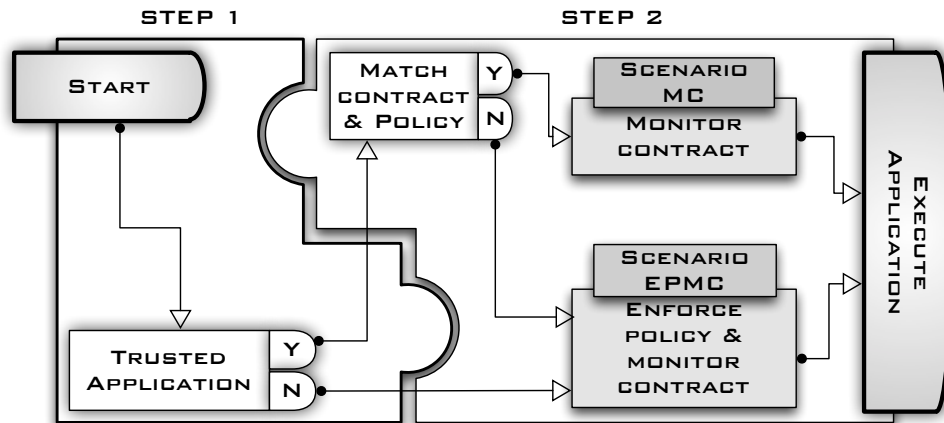 STEP 1
STEP 2
START
MATCH
CONTRACT
& POLICY
Y
N
SCENARIO
MC
MONITOR
CONTRACT
EXECUTE
APPLICATION
SCENARIO
EPMC
ENFORCE
POLICY &
MONITOR
CONTRACT
TRUSTED
APPLICATION
Y
N